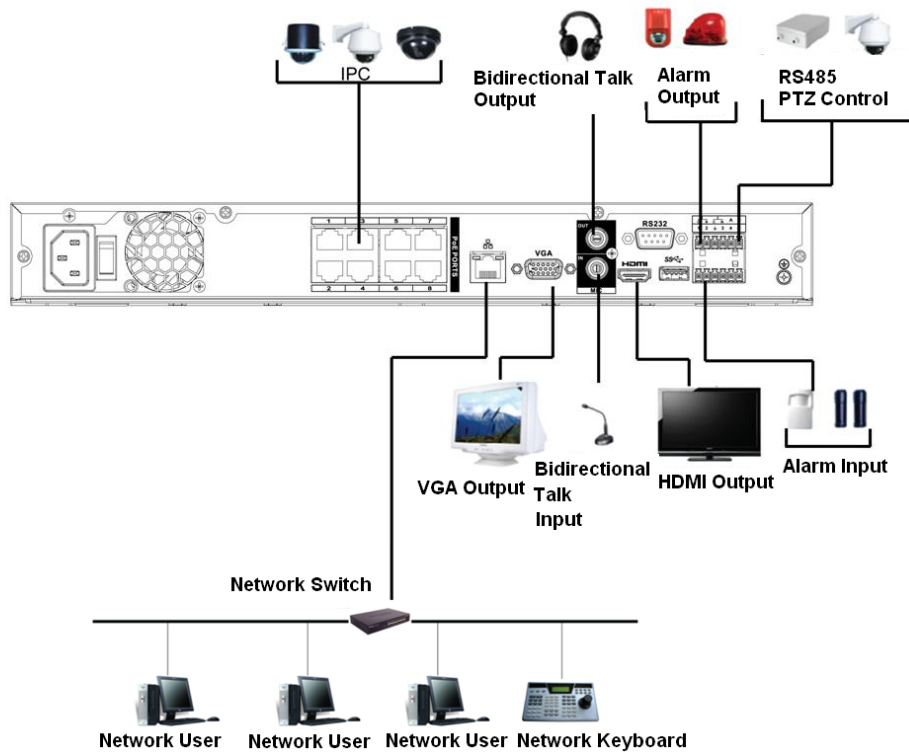 IPC
Bidirectional Talk
Output
Alarm
Output
RS485
PTZ Control
1 3 5 7
2 4 6 8
PoE PORTS
VGA
OUT
IN
MIC
RS232
HDMI
SS
A
VGA Output
Bidirectional
Talk
Input
HDMI Output
Alarm Input
Network Switch
Network User
Network User
Network User
Network Keyboard